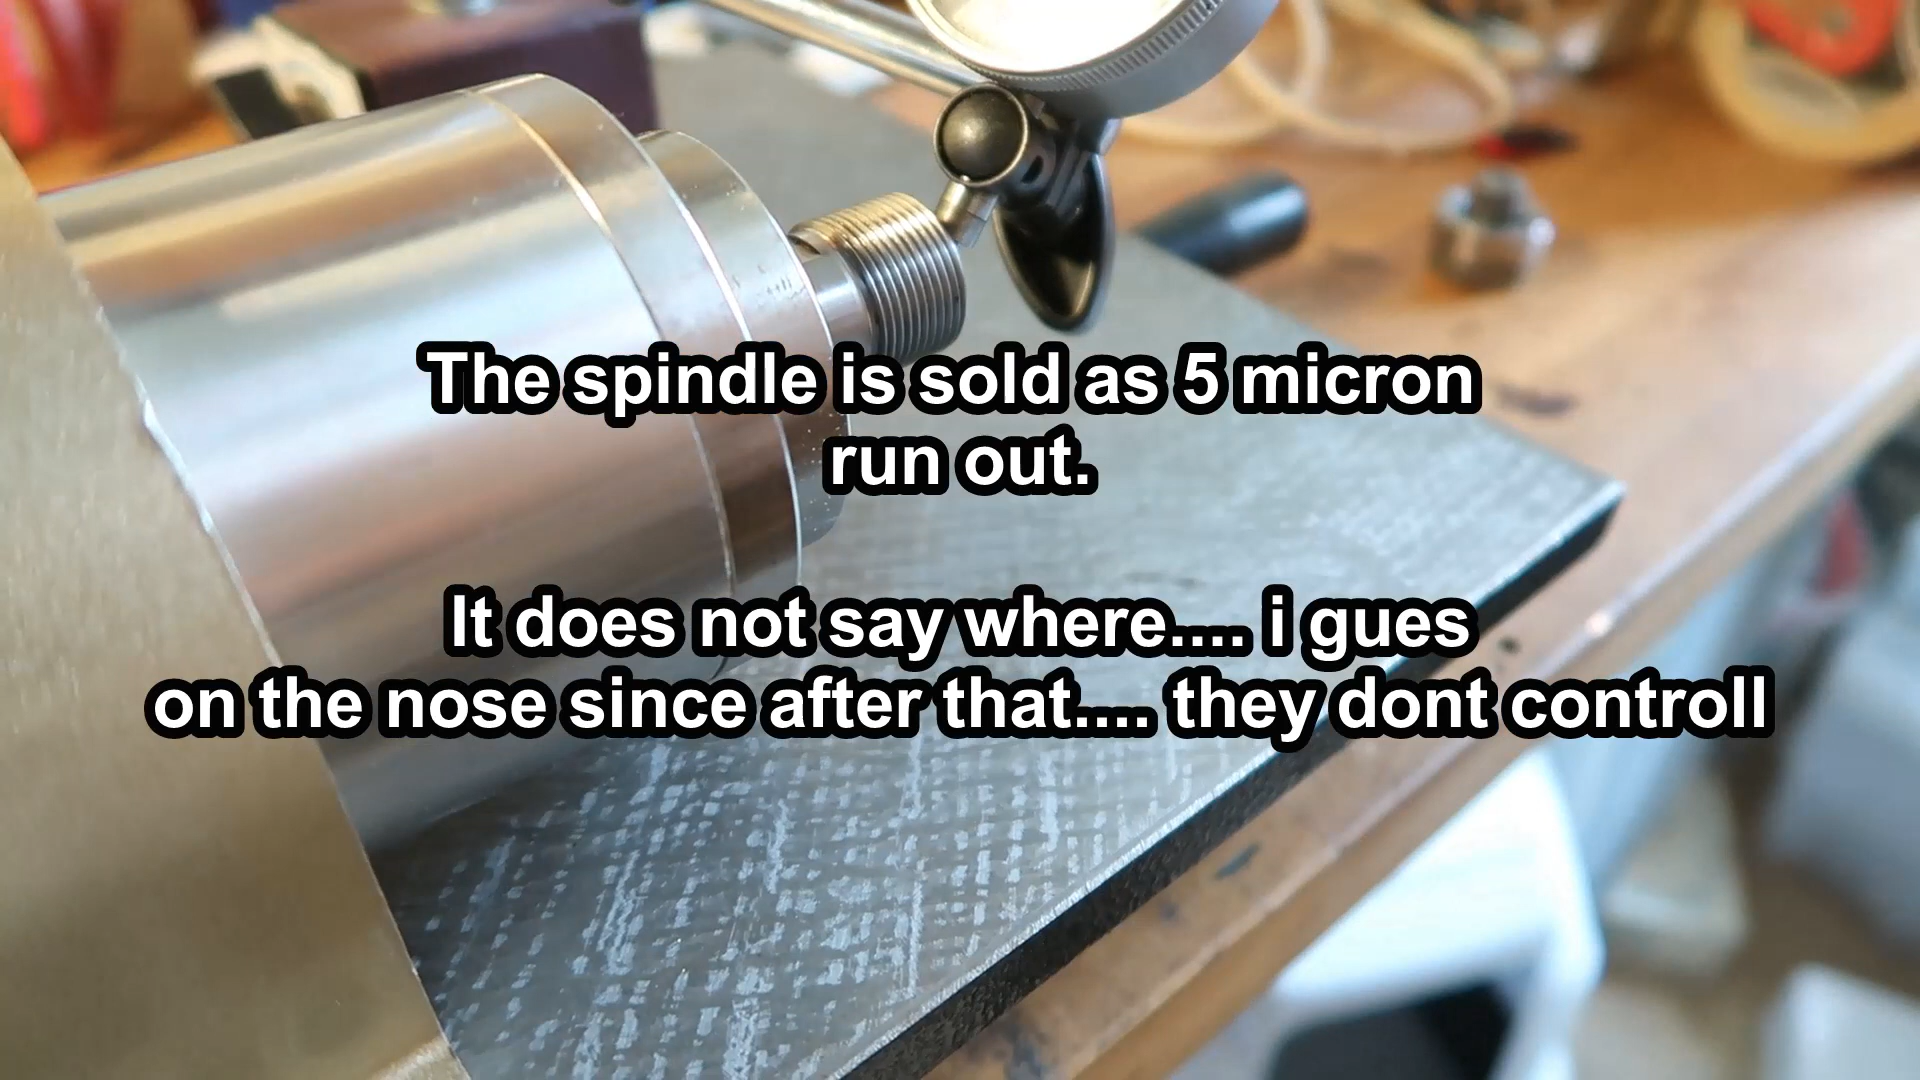 The spindle is sold as 5 micron
run out.
It does not say where.... i gues
on the nose since after that.... they dont controll